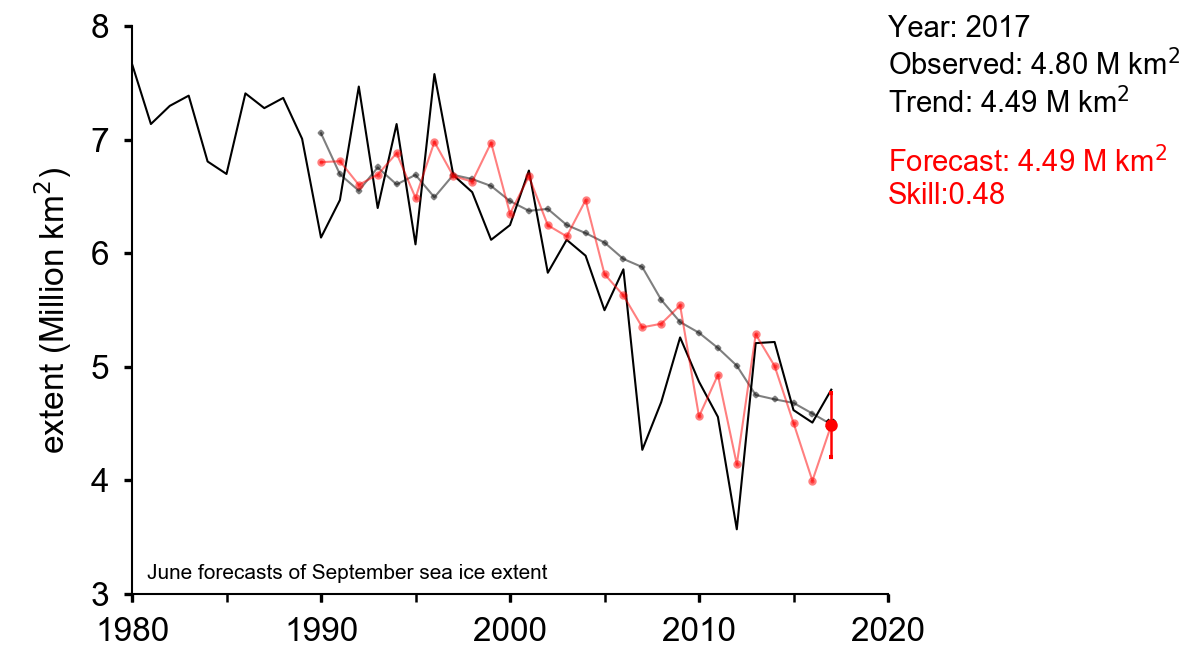 8
7
6
5
4
3
extent (Million km²)
1980
1990
2000
2010
2020
June forecasts of September sea ice extent
Year: 2017
Observed: 4.80 M km²
Trend: 4.49 M km²
Forecast: 4.49 M km²
Skill:0.48